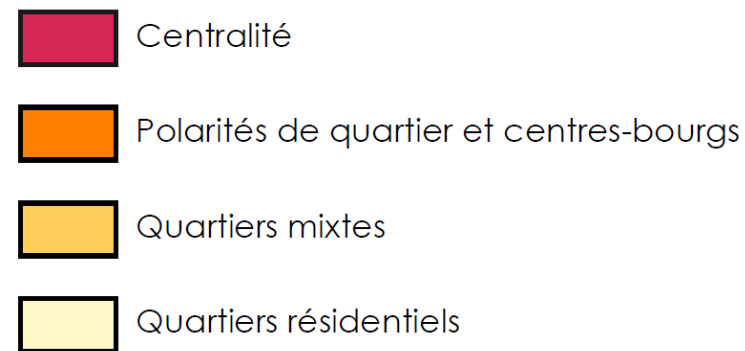 Centralité
Polarités de quartier et centres-bourgs
Quartiers mixtes
Quartiers résidentiels